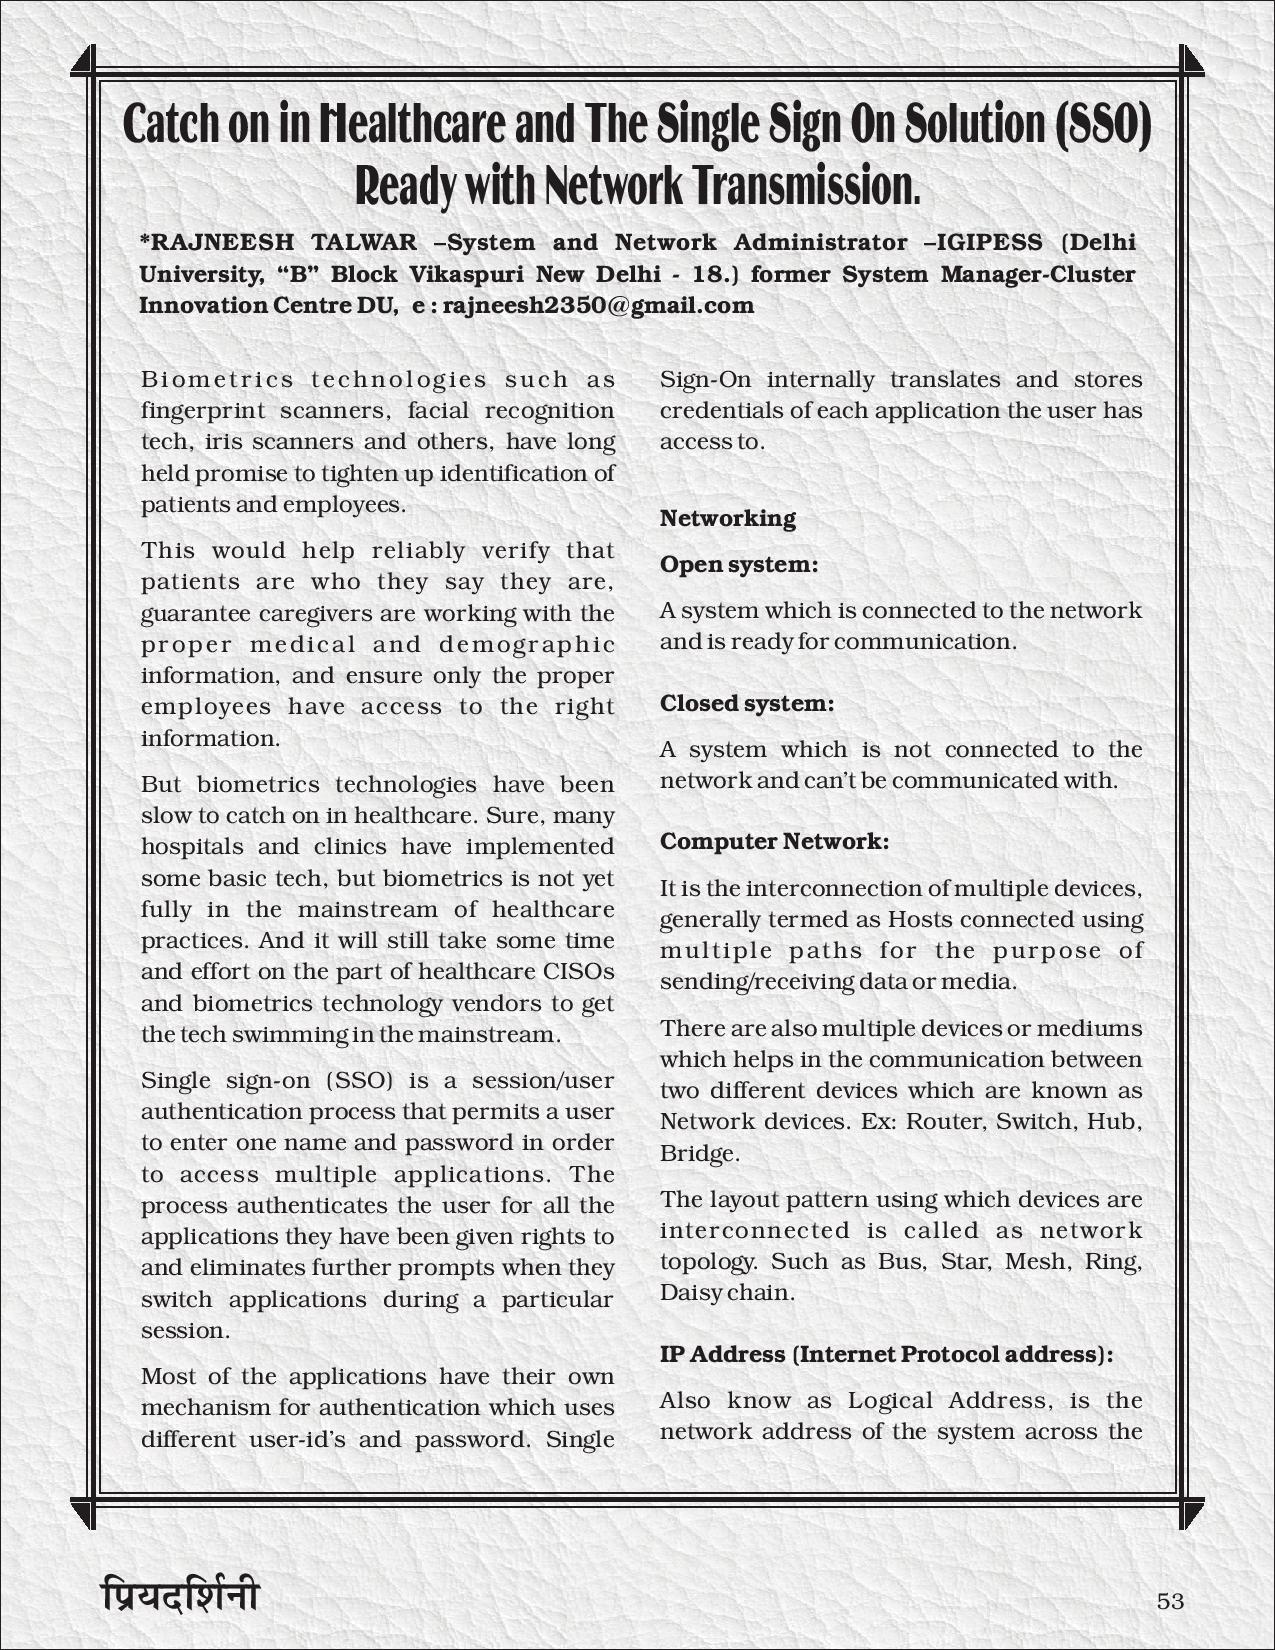 Catch on in Healthcare and The Single Sign On Solution (SSO)
Ready with Network Transmission.
*RAJNEESH TALWAR –System and Network Administrator –IGIPESS (Delhi
University, “B” Block Vikaspuri New Delhi - 18.) former System Manager-Cluster
Innovation Centre DU, e : rajneesh2350@gmail.com
Biometrics technologies such as
fingerprint scanners, facial recognition
tech, iris scanners and others, have long
held promise to tighten up identification of
patients and employees.
This would help reliably verify that
patients are who they say they are,
guarantee caregivers are working with the
proper medical and demographic
information, and ensure only the proper
employees have access to the right
information.
But biometrics technologies have been
slow to catch on in healthcare. Sure, many
hospitals and clinics have implemented
some basic tech, but biometrics is not yet
fully in the mainstream of healthcare
practices. And it will still take some time
and effort on the part of healthcare CISOs
and biometrics technology vendors to get
the tech swimming in the mainstream.
Single sign-on (SSO) is a session/user
authentication process that permits a user
to enter one name and password in order
to access multiple applications. The
process authenticates the user for all the
applications they have been given rights to
and eliminates further prompts when they
switch applications during a particular
session.
Most of the applications have their own
mechanism for authentication which uses
different user-id’s and password. Single
Sign-On internally translates and stores
credentials of each application the user has
access to.
Networking
Open system:
A system which is connected to the network
and is ready for communication.
Closed system:
A system which is not connected to the
network and can’t be communicated with.
Computer Network:
It is the interconnection of multiple devices,
generally termed as Hosts connected using
multiple paths for the purpose of
sending/receiving data or media.
There are also multiple devices or mediums
which helps in the communication between
two different devices which are known as
Network devices. Ex: Router, Switch, Hub,
Bridge.
The layout pattern using which devices are
interconnected is called as network
topology. Such as Bus, Star, Mesh, Ring,
Daisy chain.
IP Address (Internet Protocol address):
Also know as Logical Address, is the
network address of the system across the
प्रियदर्शिनी
53